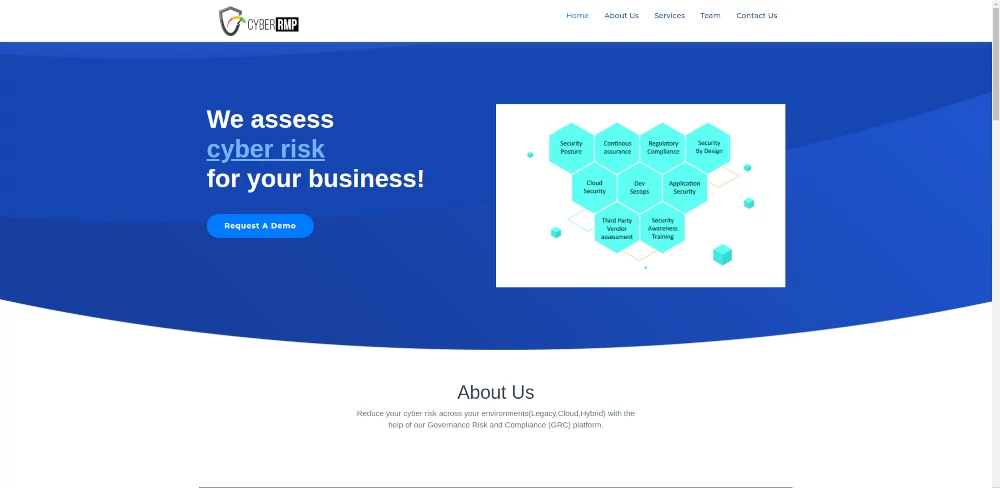 CYBER RMP
Home About Us Services Team Contact Us
We assess
cyber risk
for your business!
Request A Demo
Security
Posture
Continous
assurance
Regulatory
Compliance
Security
By Design
Cloud
Security
Dev
Secops
Application
Security
Third Party
Vendor
assessment
Security
Awareness
Training
About Us
Reduce your cyber risk across your environments(Legacy,Cloud,Hybrid) with the
help of our Governance Risk and Compliance (GRC) platform.